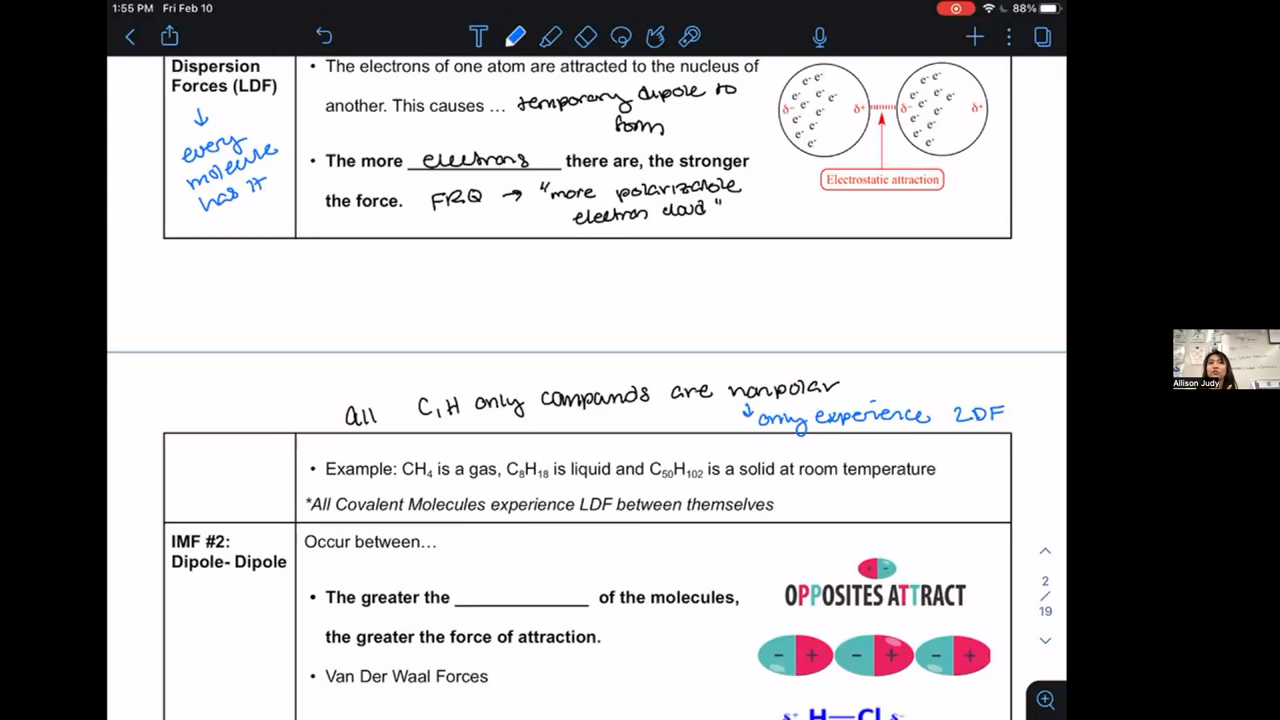 1:55 PM Fri Feb 10
88%
Dispersion
Forces (LDF)
↓
every
molecule
has it
• The electrons of one atom are attracted to the nucleus of
another. This causes … temporary dipole to
form
• The more electrons there are, the stronger
the force. FRQ → "more polarizable
electron cloud"
e- e-
e- e- e-
δ- e- e- δ+
e- e-
e- e-
e-
e- e-
e- e- e-
δ- e- e- δ+
e- e-
e- e-
e-
Electrostatic attraction
All C, H only compounds are nonpolar
↓ only experience LDF
• Example: CH₄ is a gas, C₈H₁₈ is liquid and C₅₀H₁₀₂ is a solid at room temperature
*All Covalent Molecules experience LDF between themselves
IMF #2:
Dipole- Dipole
Occur between…
• The greater the ____________ of the molecules,
the greater the force of attraction.
• Van Der Waal Forces
+ -
OPPOSITES ATTRACT
- + - + - +
δ+ H—Cl δ-
2
/
19
Allison Judy